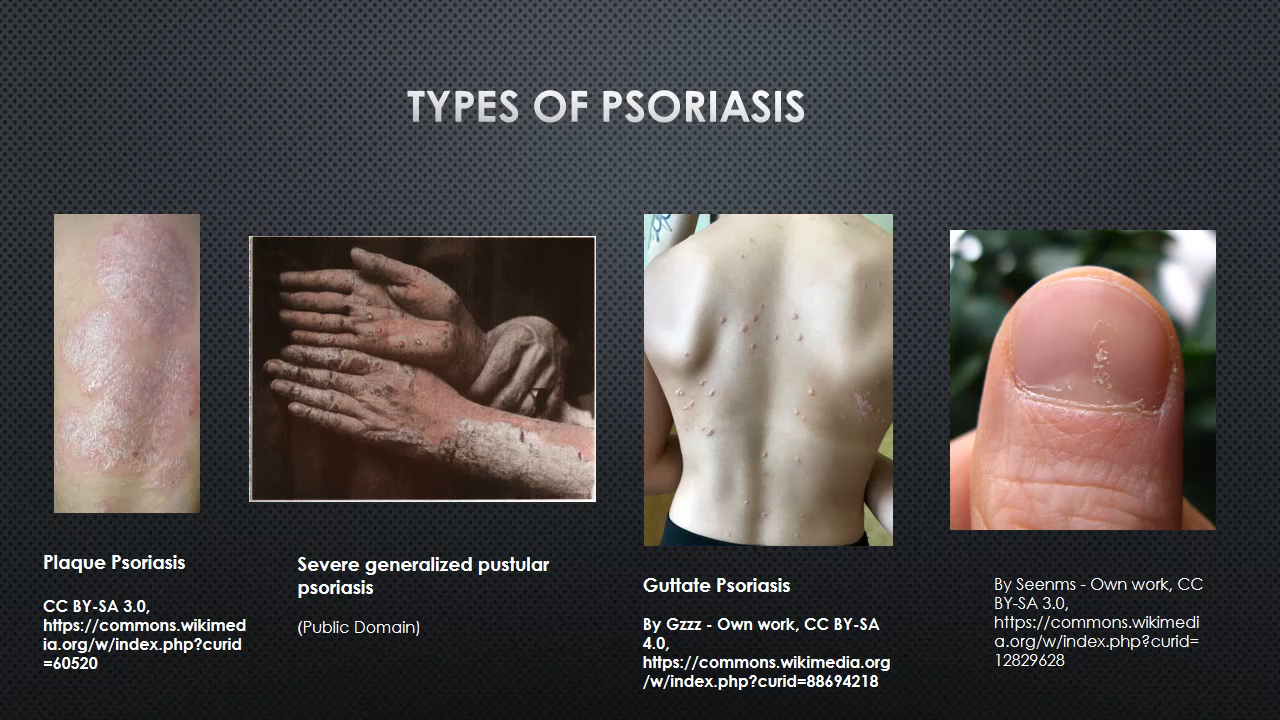 TYPES OF PSORIASIS
Plaque Psoriasis
CC BY-SA 3.0,
https://commons.wikimed
ia.org/w/index.php?curid
=60520
Severe generalized pustular
psoriasis
(Public Domain)
Guttate Psoriasis
By Gzzz - Own work, CC BY-SA
4.0,
https://commons.wikimedia.org
/w/index.php?curid=88694218
By Seenms - Own work, CC
BY-SA 3.0,
https://commons.wikimedi
a.org/w/index.php?curid=
12829628